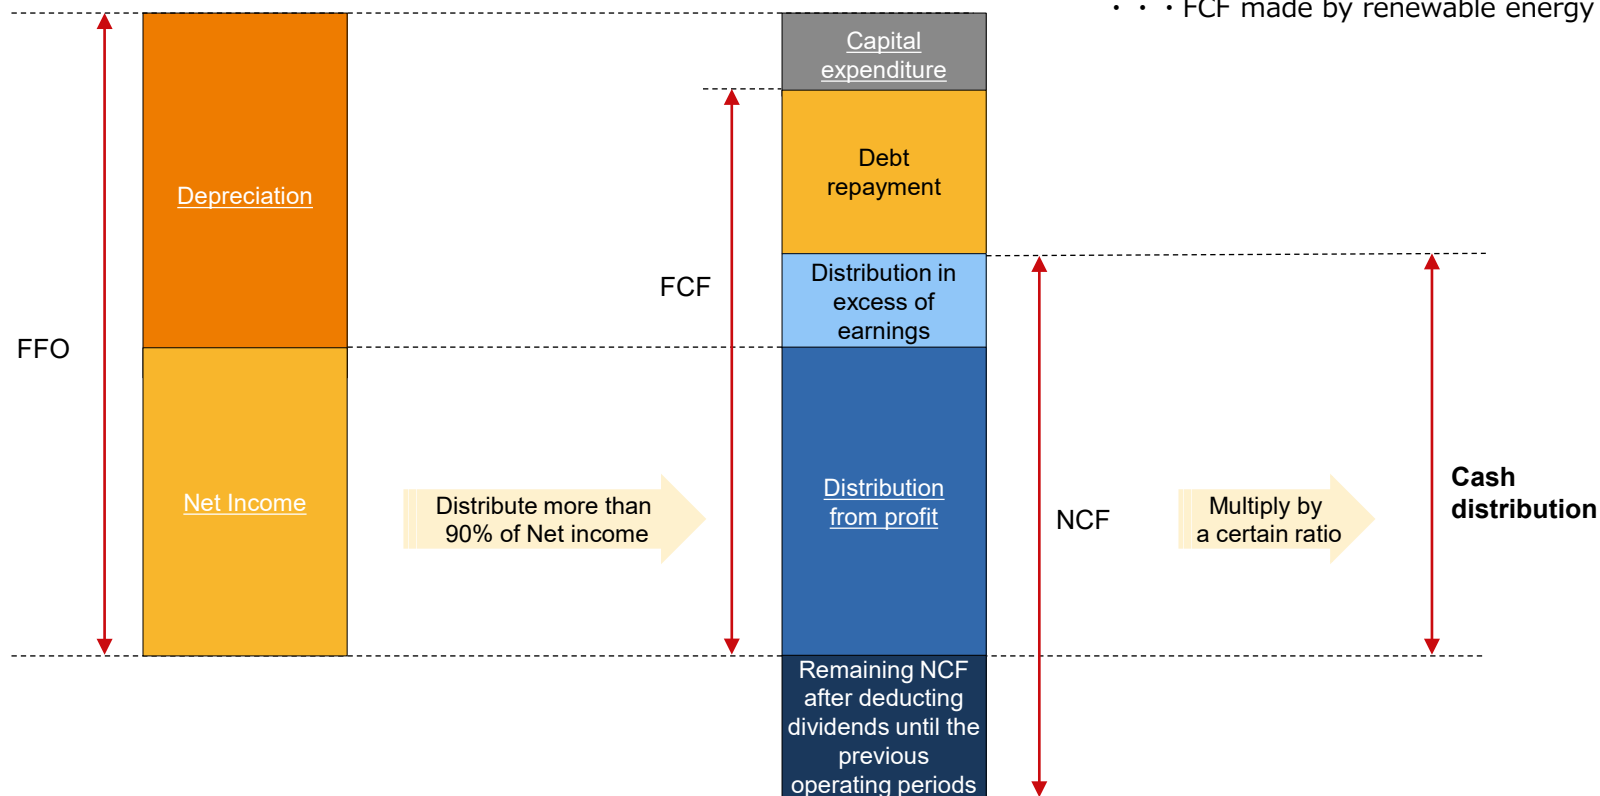 ・・・FCF made by renewable energy
Capital
expenditure
Debt
repayment
Depreciation
Distribution in
excess of
earnings
FCF
FFO
Net Income
Distribute more than
90% of Net income
Distribution
from profit
NCF
Multiply by
a certain ratio
Cash
distribution
Remaining NCF
after deducting
dividends until the
previous
operating periods